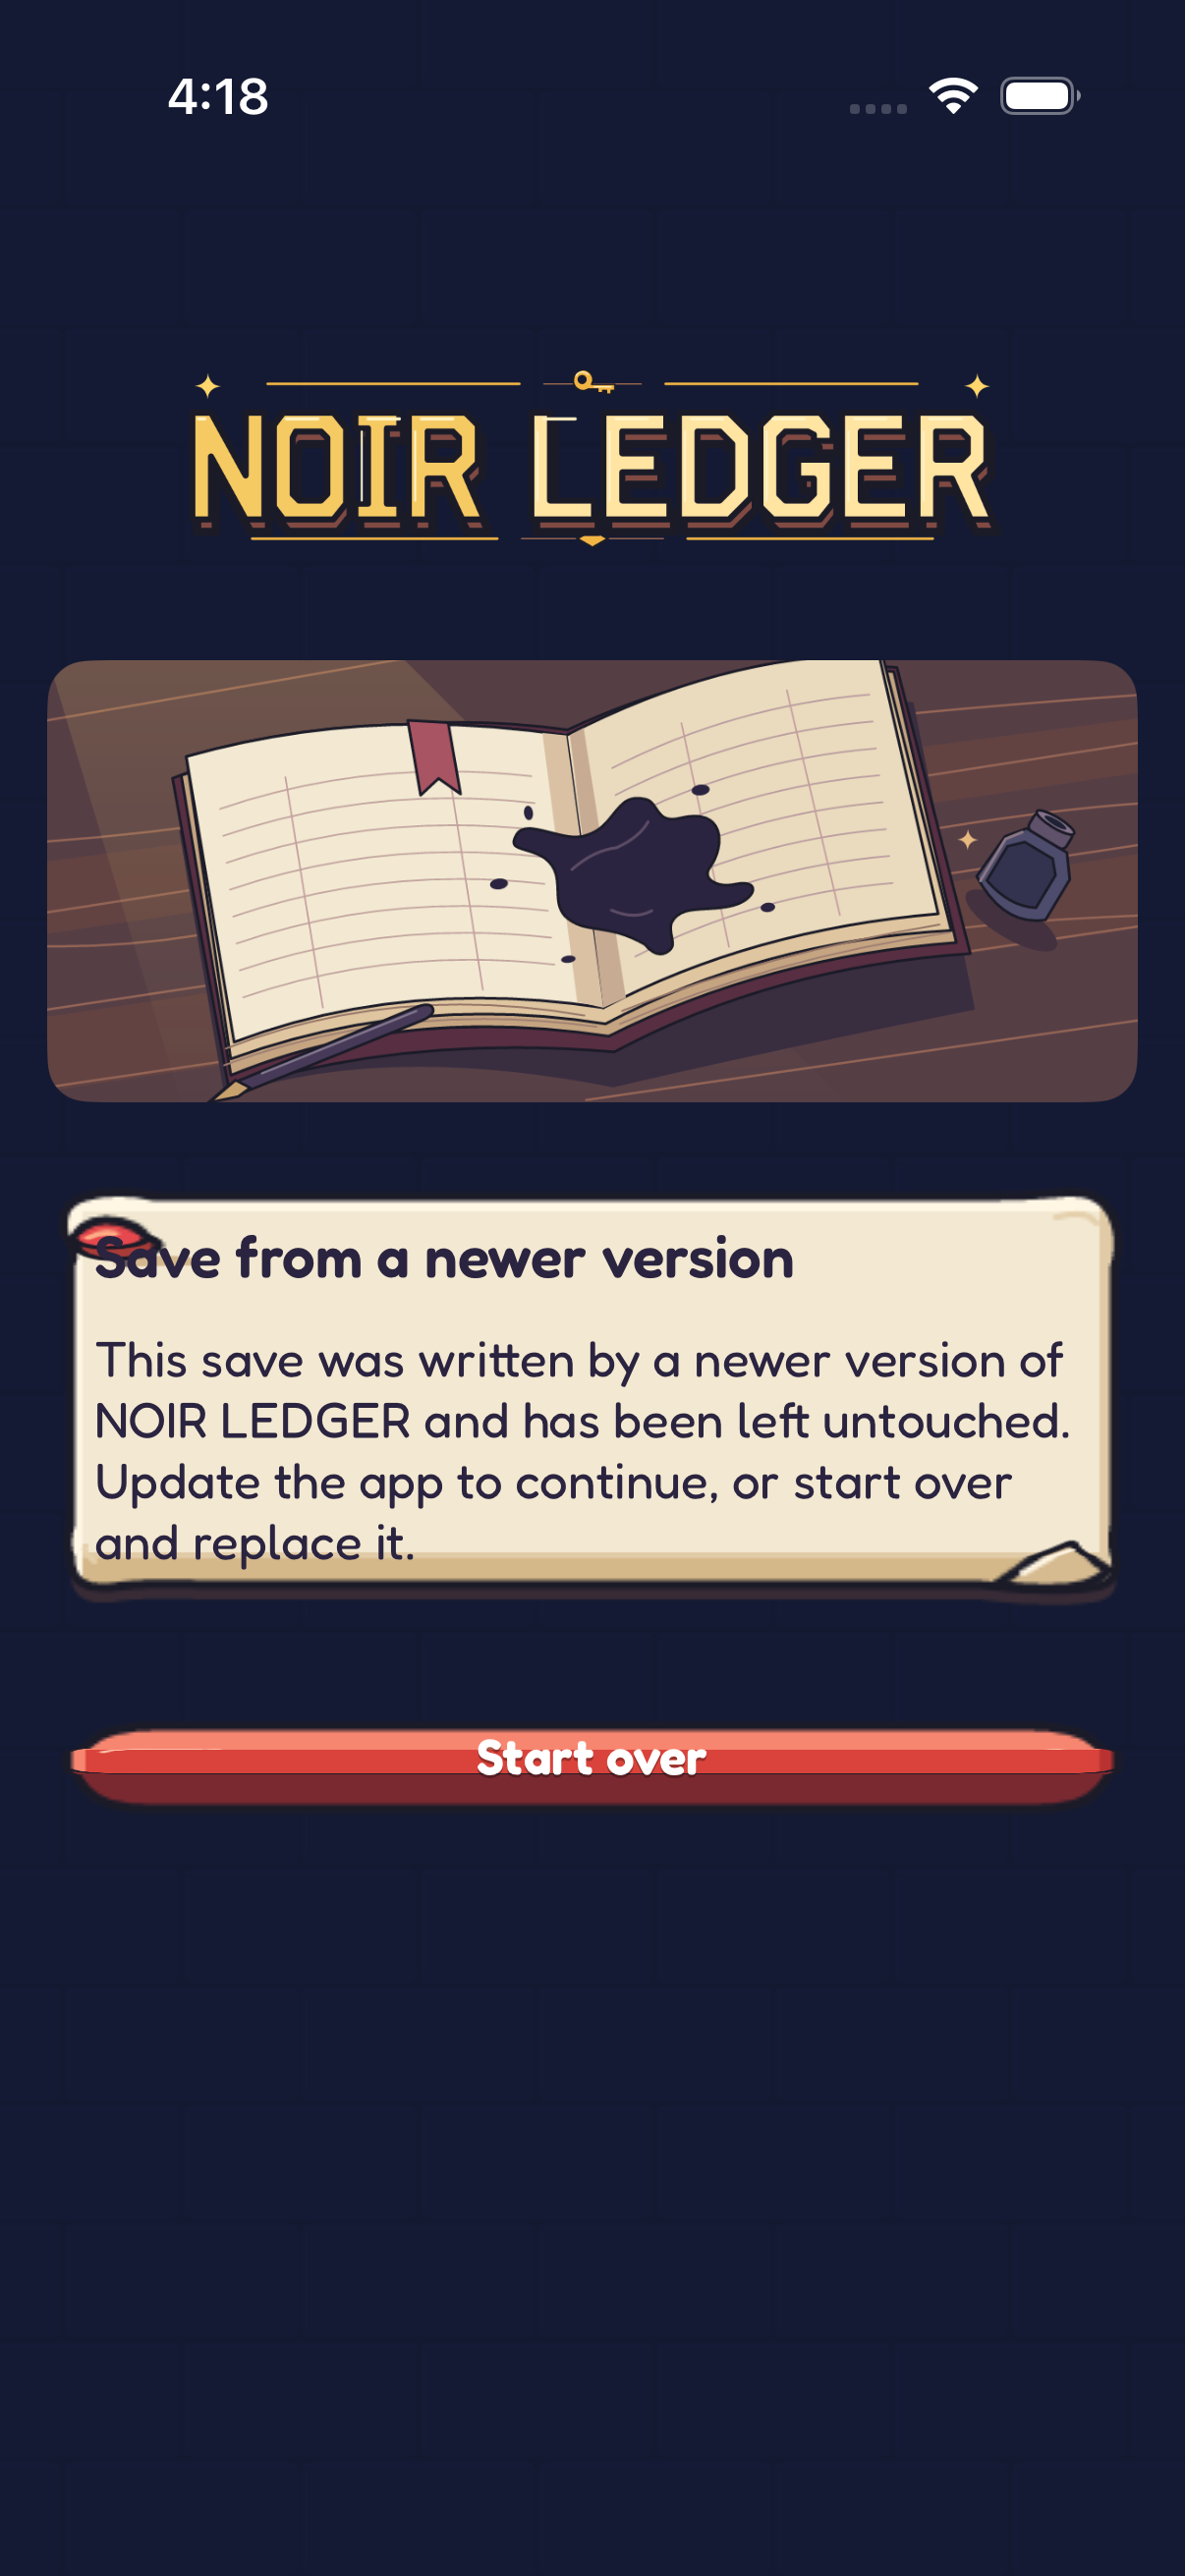 4:18
NOIR LEDGER
Save from a newer version
This save was written by a newer version of
NOIR LEDGER and has been left untouched.
Update the app to continue, or start over
and replace it.
Start over